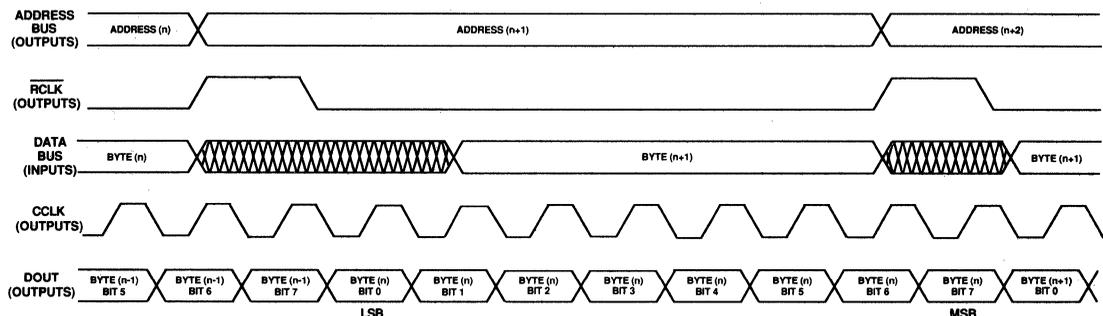 ADDRESS
BUS
(OUTPUTS)
ADDRESS (n)
ADDRESS (n+1)
ADDRESS (n+2)
RCLK
(OUTPUTS)
DATA
BUS
(INPUTS)
BYTE (n)
BYTE (n+1)
BYTE (n+1)
CCLK
(OUTPUTS)
DOUT
(OUTPUTS)
BYTE (n-1)
BIT 5
BYTE (n-1)
BIT 6
BYTE (n-1)
BIT 7
BYTE (n)
BIT 0
BYTE (n)
BIT 1
BYTE (n)
BIT 2
BYTE (n)
BIT 3
BYTE (n)
BIT 4
BYTE (n)
BIT 5
BYTE (n)
BIT 6
BYTE (n)
BIT 7
BYTE (n+1)
BIT 0
LSB
MSB